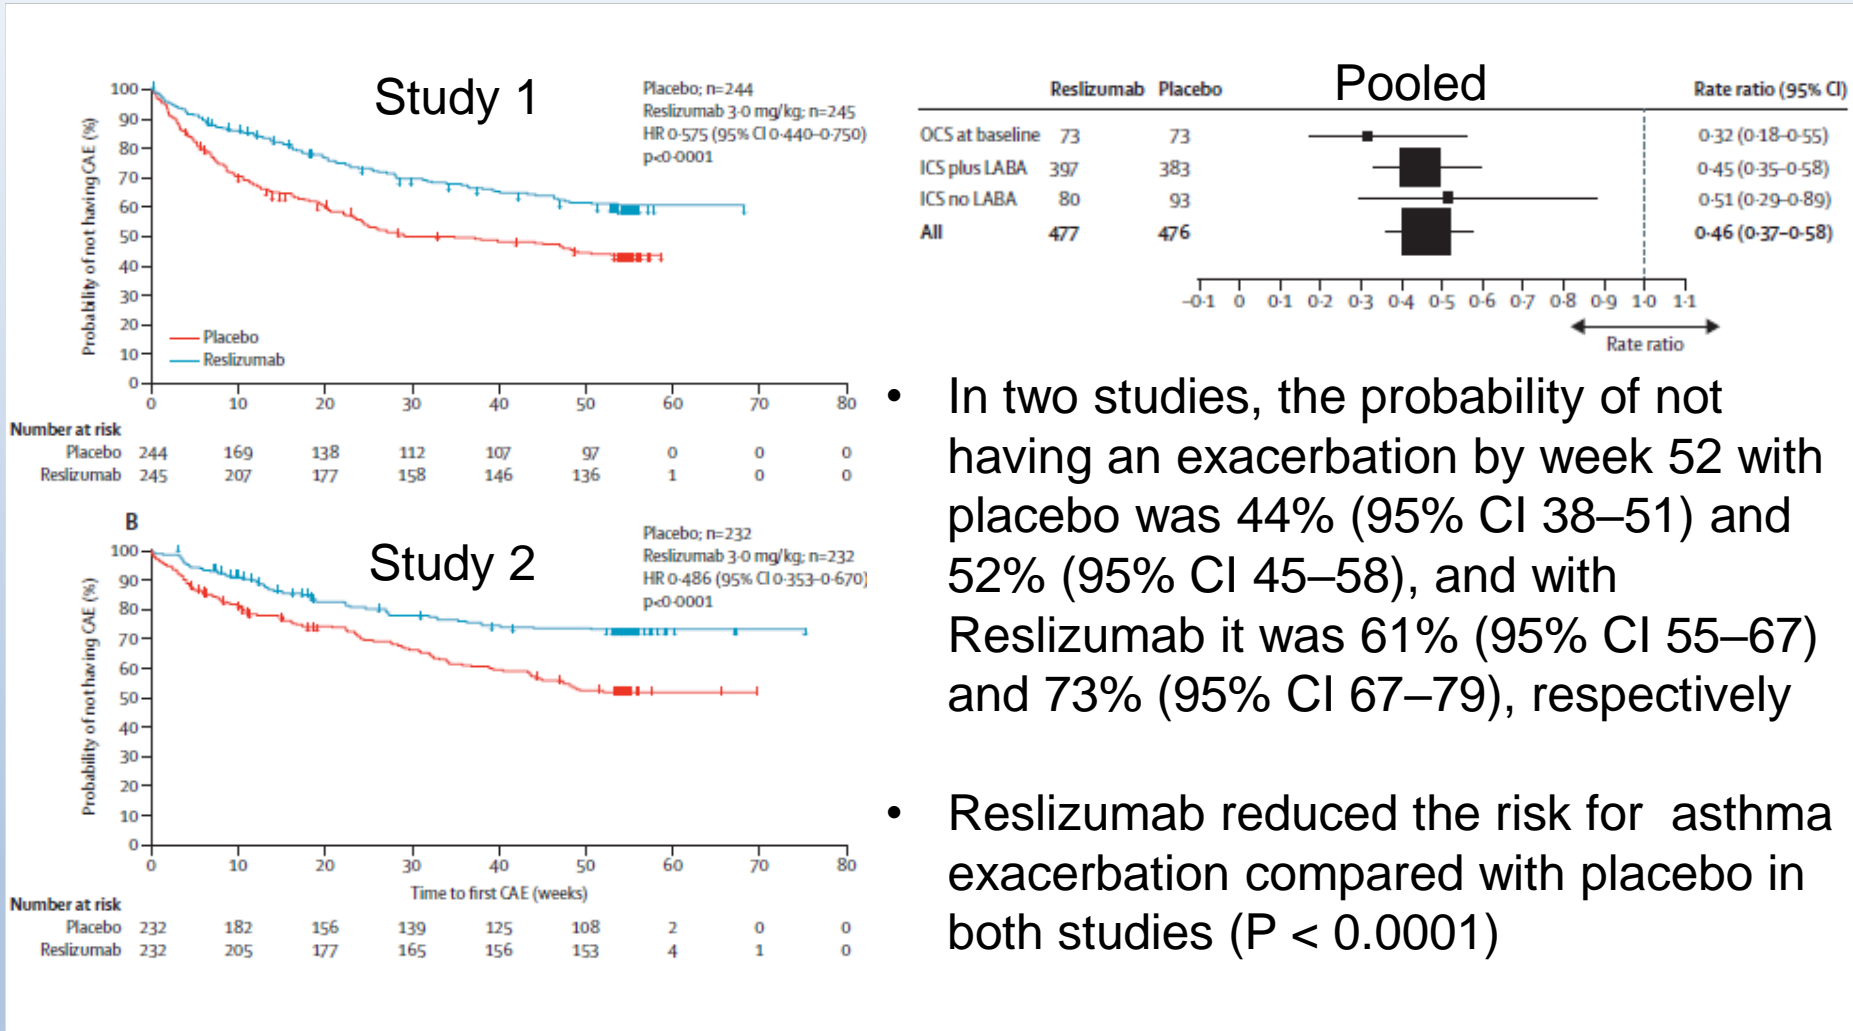 Study 1
Placebo; n=244
Reslizumab 3·0 mg/kg; n=245
HR 0·575 (95% CI 0·440–0·750)
p<0·0001
Probability of not having CAE (%)
100
90
80
70
60
50
40
30
20
10
0
Placebo
Reslizumab
0 10 20 30 40 50 60 70 80
Number at risk
Placebo 244 169 138 112 107 97 0 0 0
Reslizumab 245 207 177 158 146 136 1 0 0
B
Study 2
Placebo; n=232
Reslizumab 3·0 mg/kg; n=232
HR 0·486 (95% CI 0·353–0·670)
p<0·0001
Probability of not having CAE (%)
100
90
80
70
60
50
40
30
20
10
0
0 10 20 30 40 50 60 70 80
Time to first CAE (weeks)
Number at risk
Placebo 232 182 156 139 125 108 2 0 0
Reslizumab 232 205 177 165 156 153 4 1 0
Pooled
Reslizumab Placebo Rate ratio (95% CI)
OCS at baseline 73 73 0·32 (0·18–0·55)
ICS plus LABA 397 383 0·45 (0·35–0·58)
ICS no LABA 80 93 0·51 (0·29–0·89)
All 477 476 0·46 (0·37–0·58)
–0·1 0 0·1 0·2 0·3 0·4 0·5 0·6 0·7 0·8 0·9 1·0 1·1
Rate ratio
• In two studies, the probability of not
having an exacerbation by week 52 with
placebo was 44% (95% CI 38–51) and
52% (95% CI 45–58), and with
Reslizumab it was 61% (95% CI 55–67)
and 73% (95% CI 67–79), respectively
• Reslizumab reduced the risk for asthma
exacerbation compared with placebo in
both studies (P < 0.0001)